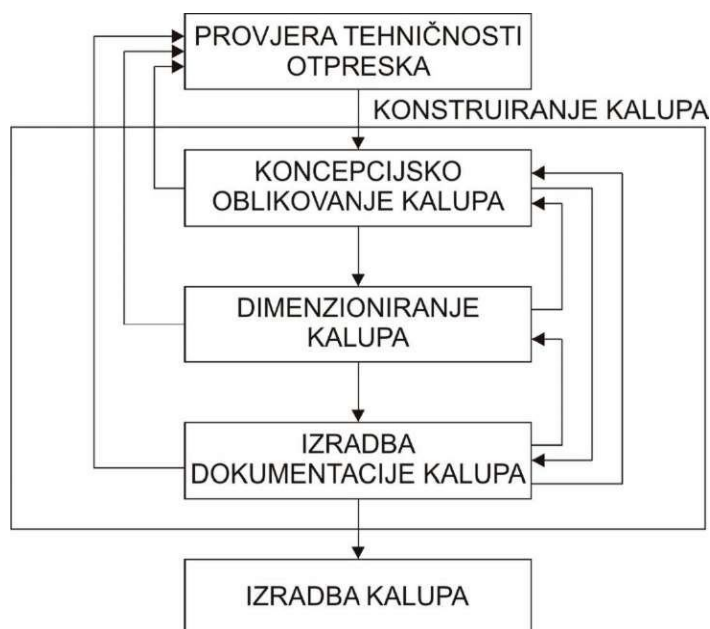 PROVJERA TEHNIČNOSTI
OTPRESKA
KONSTRUIRANJE KALUPA
KONCEPCIJSKO
OBLIKOVANJE KALUPA
DIMENZIONIRANJE
KALUPA
IZRADBA
DOKUMENTACIJE KALUPA
IZRADBA KALUPA